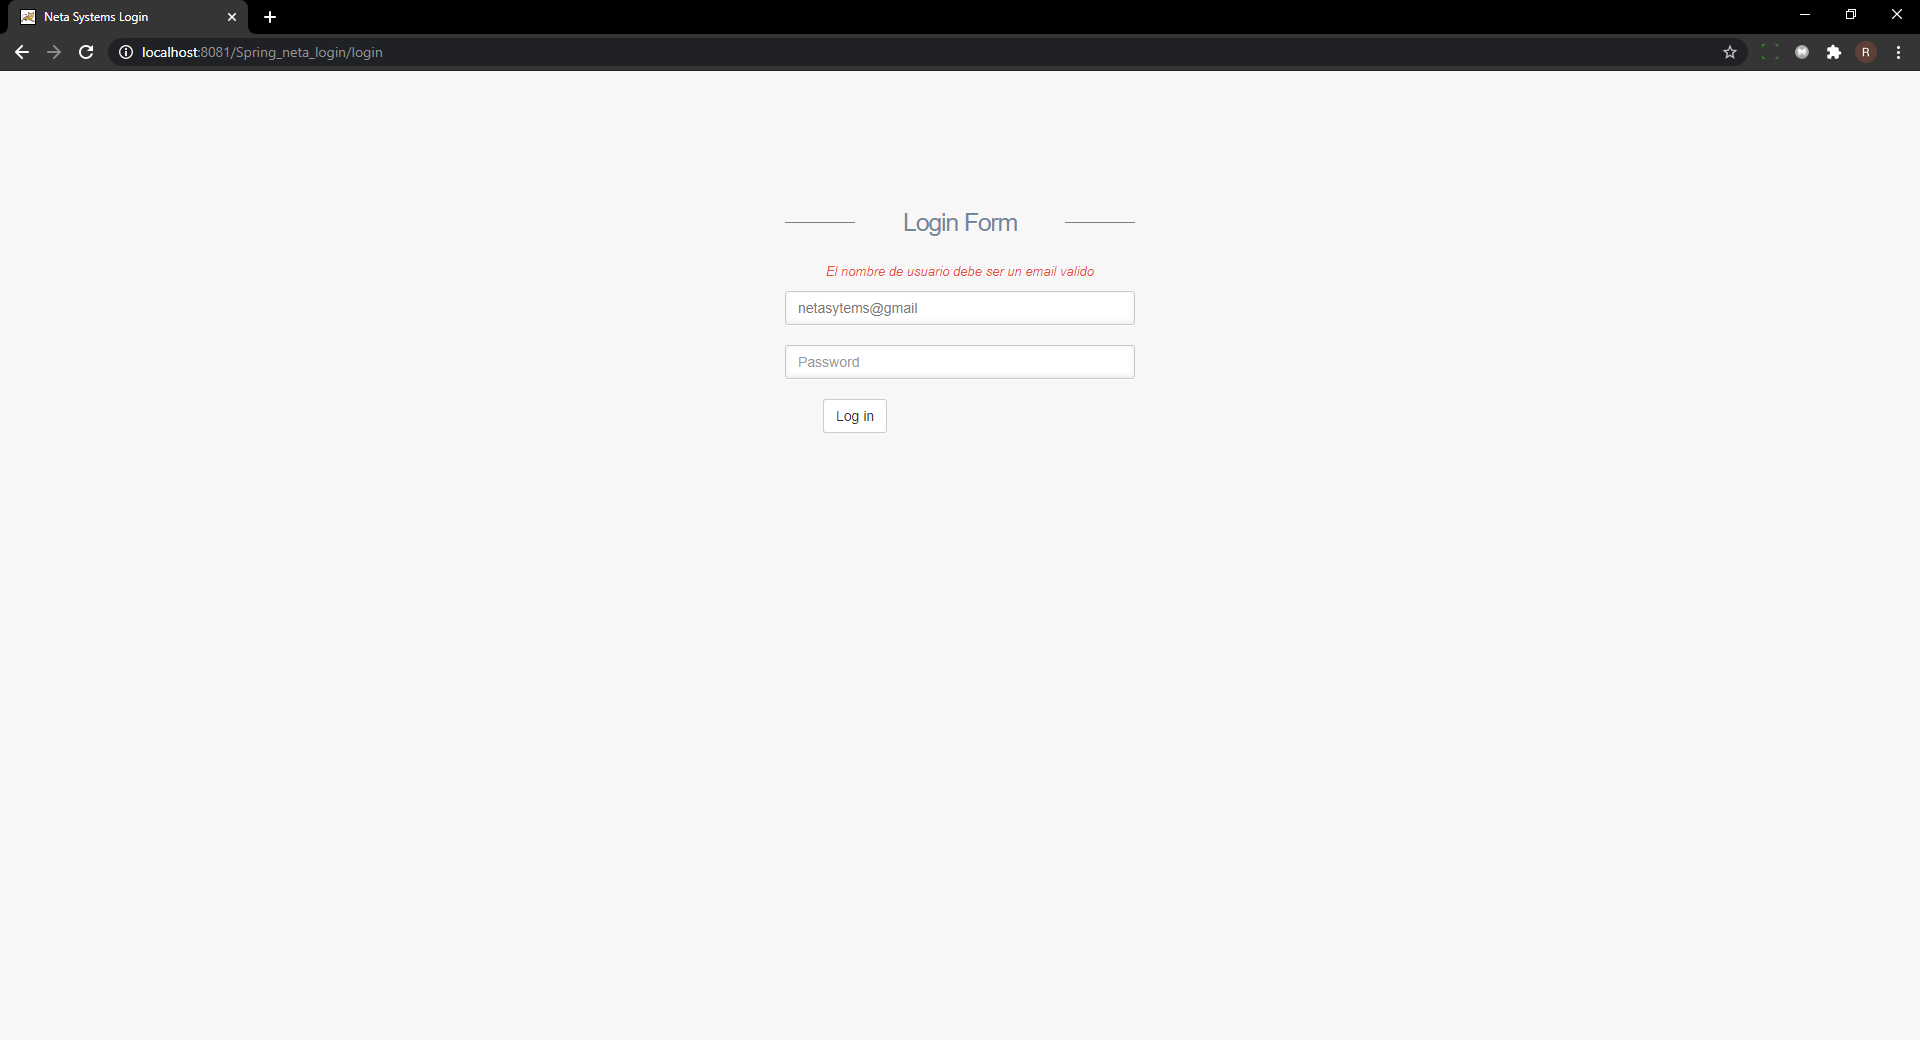 Neta Systems Login
localhost:8081/Spring_neta_login/login
R
Login Form
El nombre de usuario debe ser un email valido
netasytems@gmail
Password
Log in